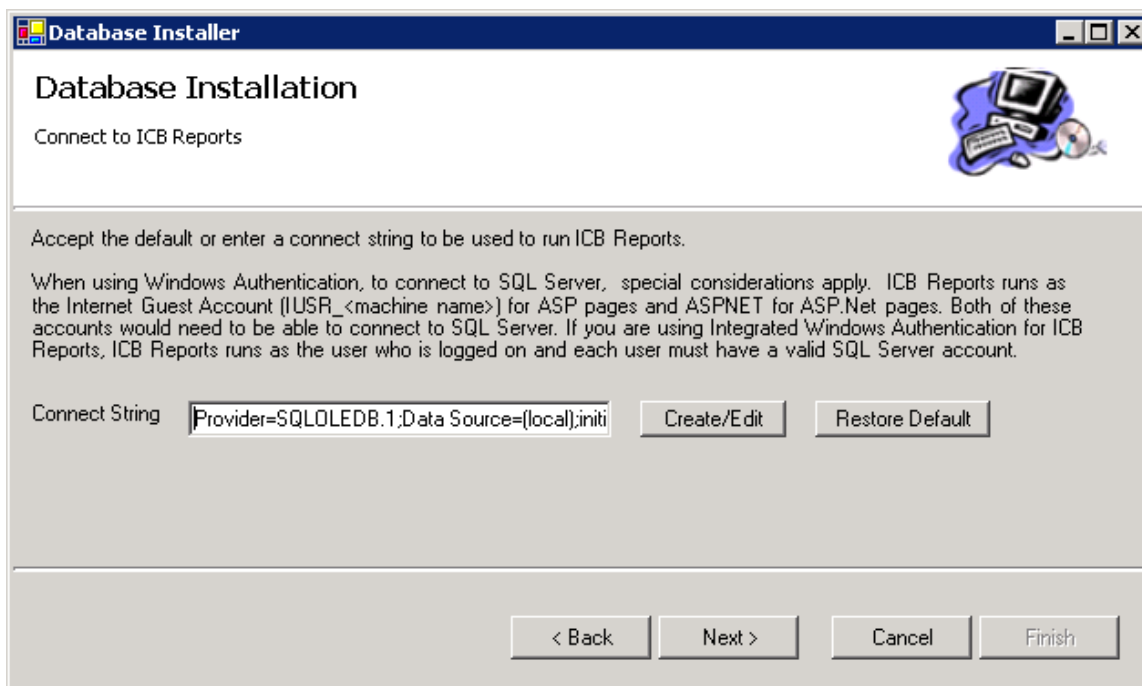 Database Installer
Database Installation
Connect to ICB Reports
Accept the default or enter a connect string to be used to run ICB Reports.
When using Windows Authentication, to connect to SQL Server,  special considerations apply.  ICB Reports runs as
the Internet Guest Account (IUSR_<machine name>) for ASP pages and ASPNET for ASP.Net pages. Both of these
accounts would need to be able to connect to SQL Server. If you are using Integrated Windows Authentication for ICB
Reports, ICB Reports runs as the user who is logged on and each user must have a valid SQL Server account.
Connect String Provider=SQLOLEDB.1;Data Source=(local);initi Create/Edit Restore Default
< Back Next > Cancel Finish